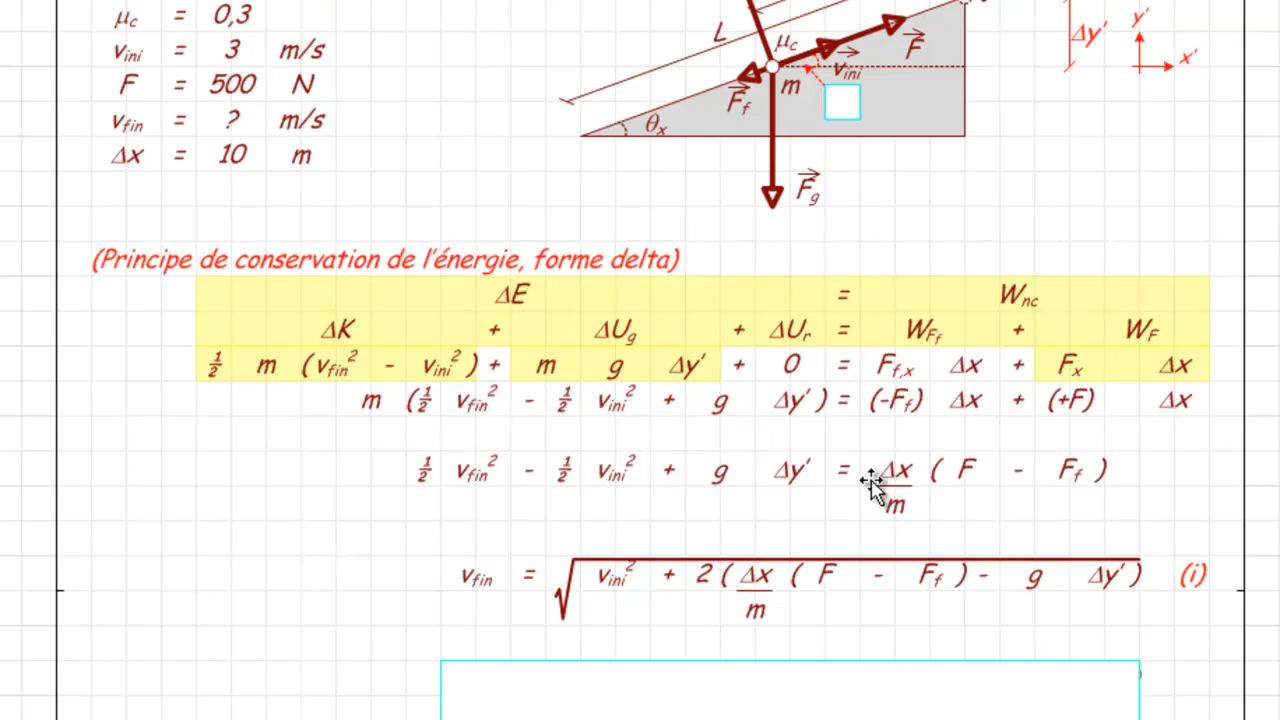 μc = 0,3
vini = 3 m/s
F = 500 N
vfin = ? m/s
Δx = 10 m
L
μc
F
vini
m
Ff
θx
Fg
Δy'
y'
x'
(Principe de conservation de l'énergie, forme delta)
ΔE = Wnc
ΔK + ΔUg + ΔUr = WFf + WF
½ m (vfin² - vini²) + m g Δy' + 0 = Ff,x Δx + Fx Δx
m (½ vfin² - ½ vini² + g Δy') = (-Ff) Δx + (+F) Δx
½ vfin² - ½ vini² + g Δy' = Δx/m ( F - Ff )
vfin = √ vini² + 2 ( Δx/m ( F - Ff ) - g Δy' ) (i)